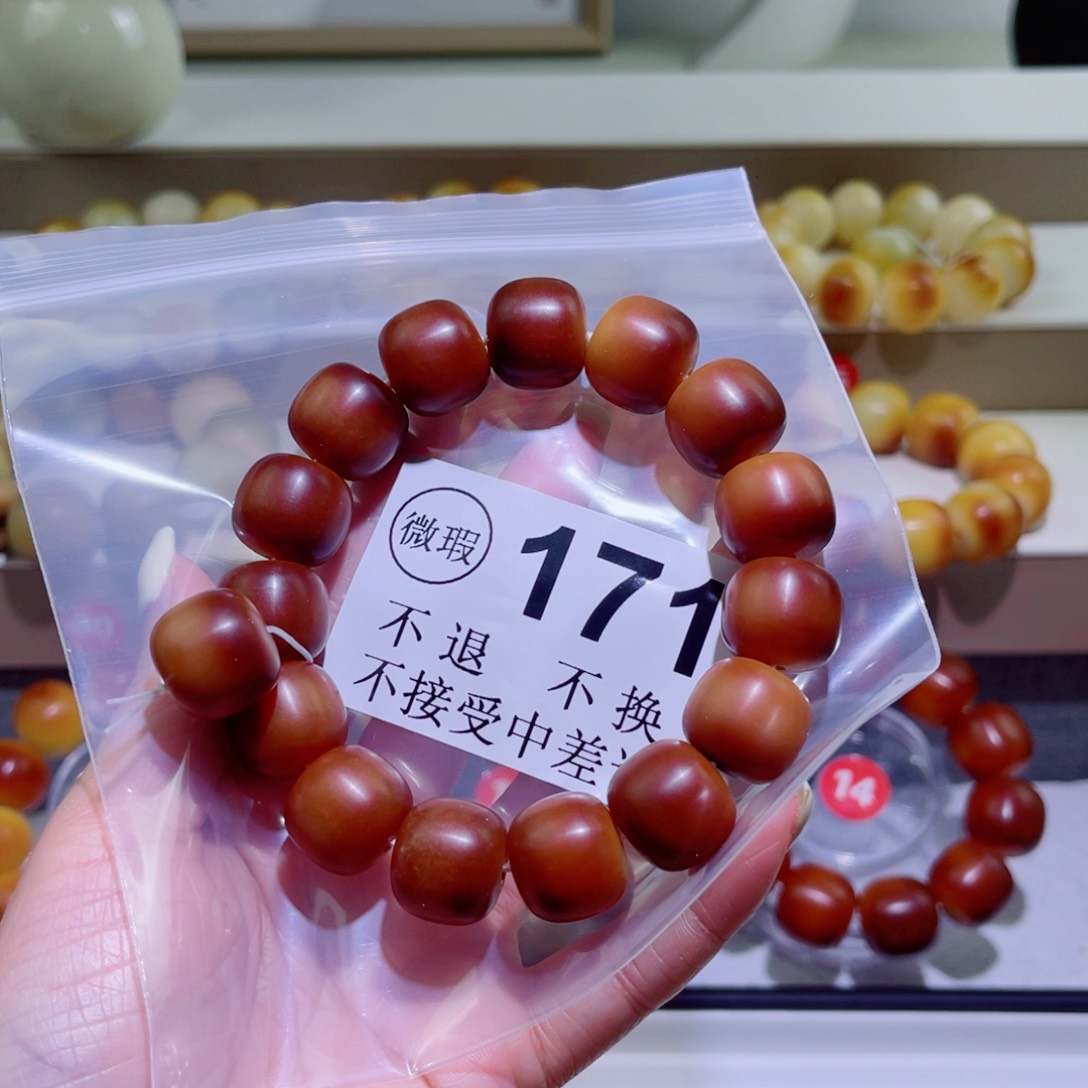 微瑕 171
不退 不换
不接受中差
14